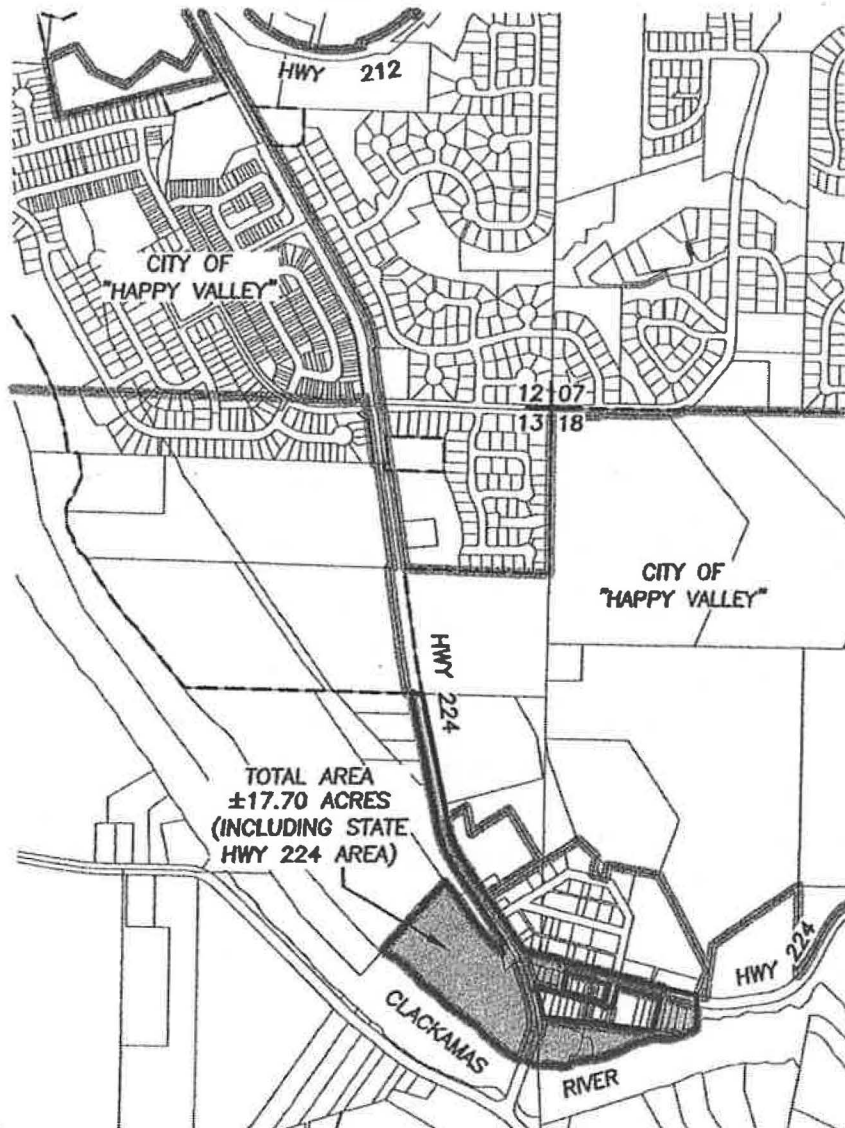 HWY 212
CITY OF
"HAPPY VALLEY"
12 07
13 18
CITY OF
"HAPPY VALLEY"
HWY 224
TOTAL AREA
±17.70 ACRES
(INCLUDING STATE
HWY 224 AREA)
HWY 224
CLACKAMAS
RIVER